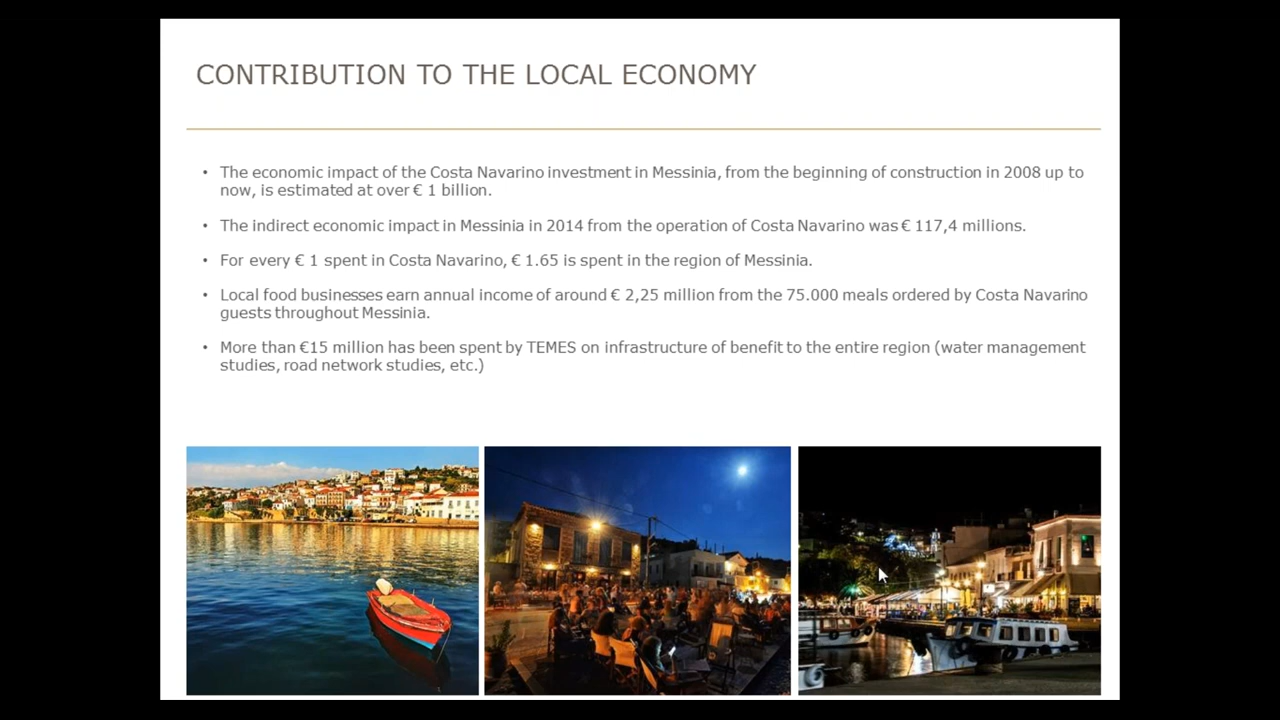 CONTRIBUTION TO THE LOCAL ECONOMY
• The economic impact of the Costa Navarino investment in Messinia, from the beginning of construction in 2008 up to
now, is estimated at over € 1 billion.
• The indirect economic impact in Messinia in 2014 from the operation of Costa Navarino was € 117,4 millions.
• For every € 1 spent in Costa Navarino, € 1.65 is spent in the region of Messinia.
• Local food businesses earn annual income of around € 2,25 million from the 75.000 meals ordered by Costa Navarino
guests throughout Messinia.
• More than €15 million has been spent by TEMES on infrastructure of benefit to the entire region (water management
studies, road network studies, etc.)